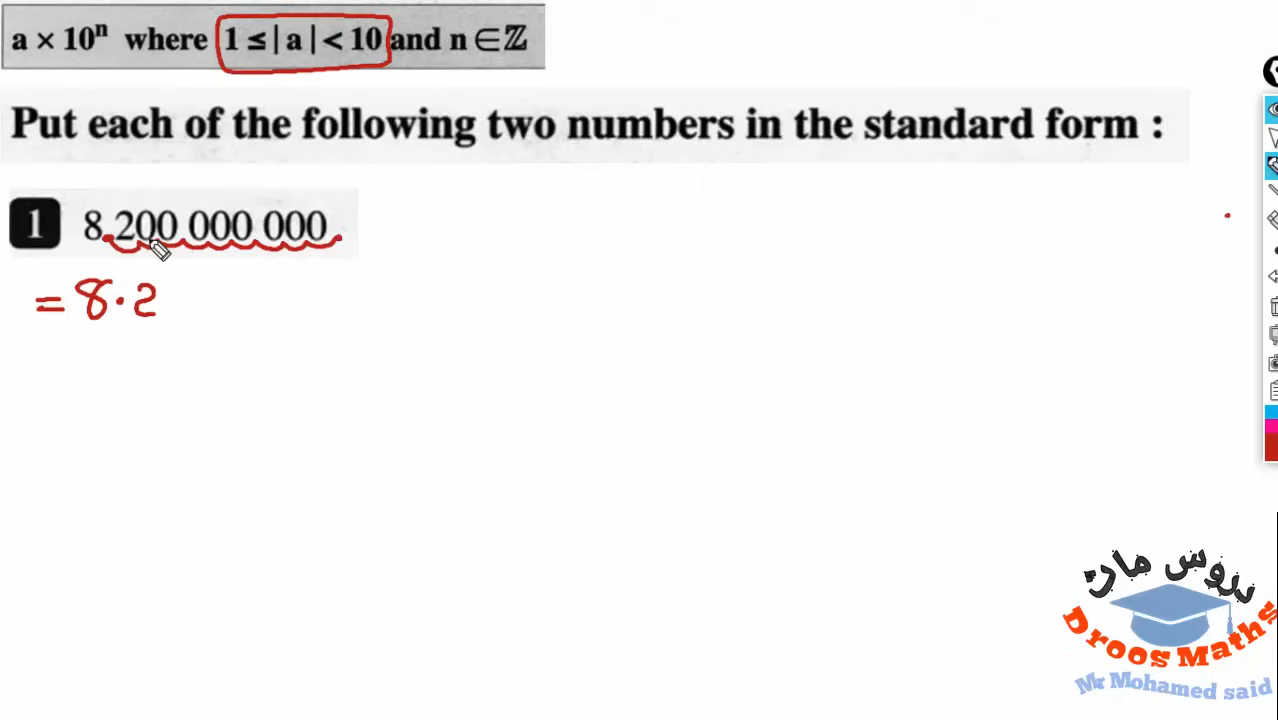 a × 10ⁿ where 1 ≤ | a | < 10 and n ∈ ℤ
Put each of the following two numbers in the standard form :
1 8 200 000 000
= 8.2
دروس ماث
Droos Maths
Mr Mohamed said